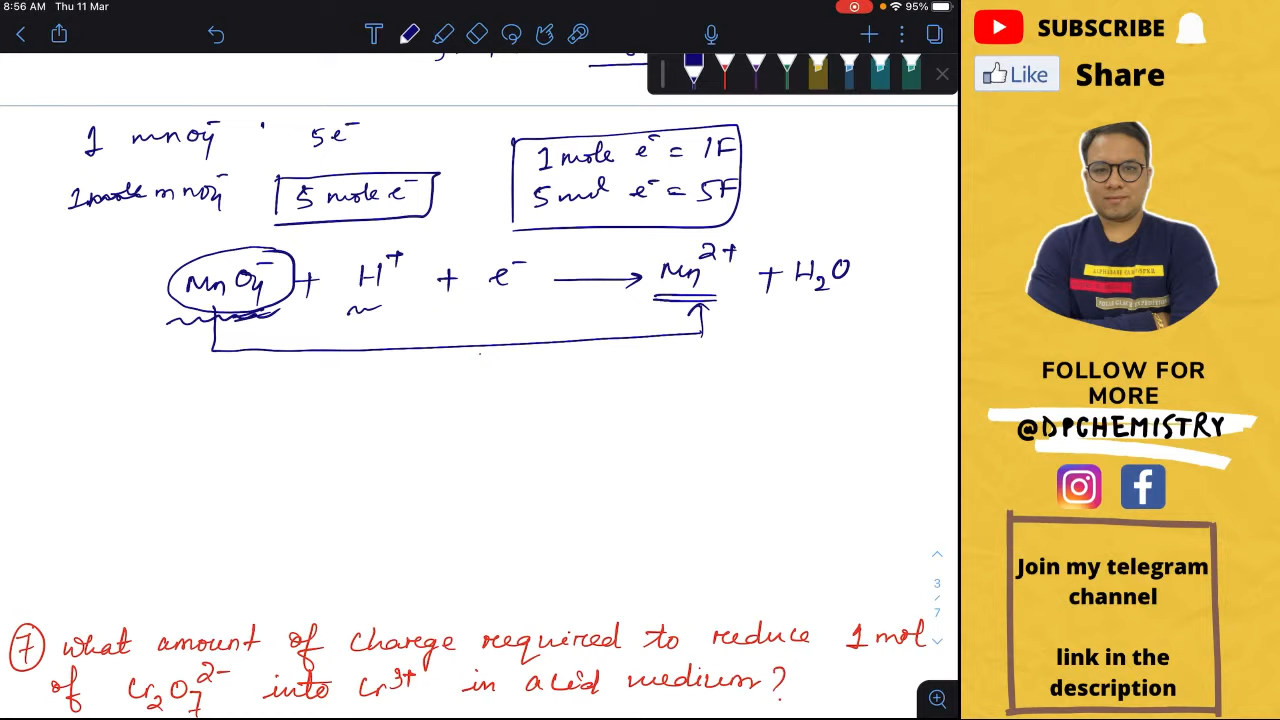 8:56 AM Thu 11 Mar
95%
1 mnO4⁻ 5e⁻
1 mole mnO4⁻ 5 mole e⁻
1 mole e⁻ = 1F
5 mol e⁻ = 5F
MnO4⁻ + H⁺ + e⁻ → Mn²⁺ + H₂O
3
/
7
⑦ what amount of charge required to reduce 1 mol
of Cr₂O₇²⁻ into Cr³⁺ in acid medium?
SUBSCRIBE
Like Share
FOLLOW FOR
MORE
@DPCHEMISTRY
Join my telegram
channel
link in the
description